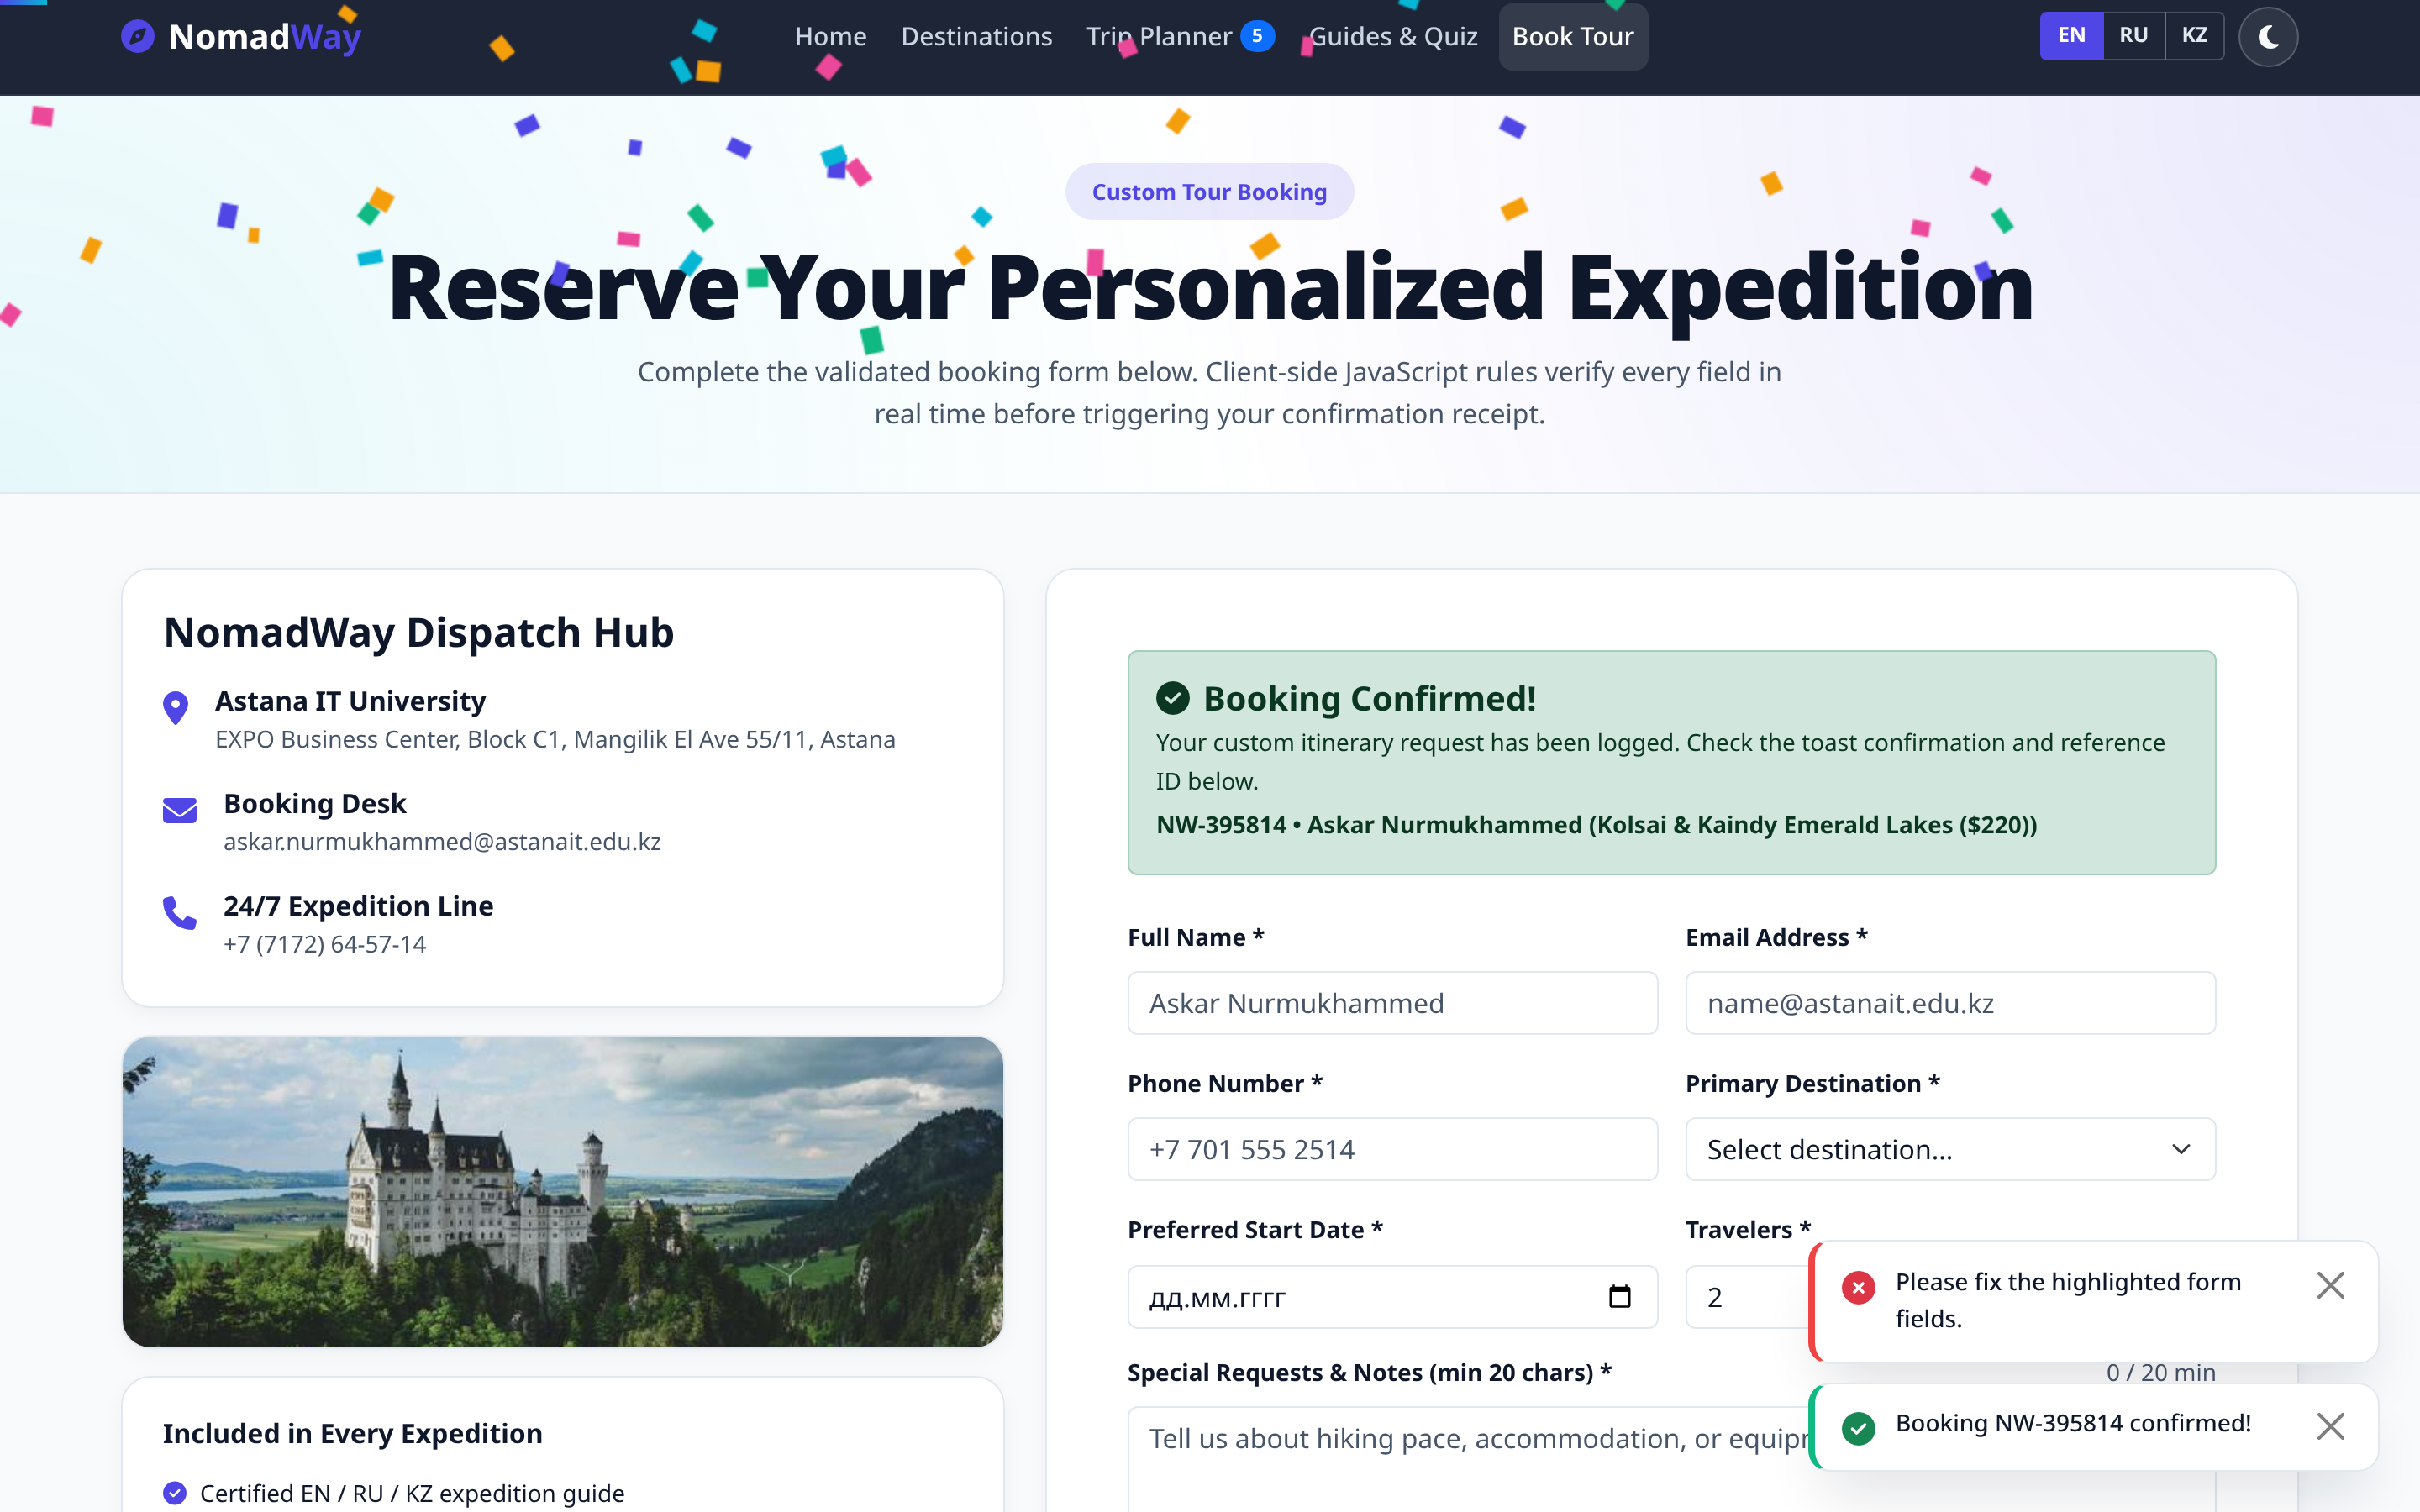 NomadWay
Home
Destinations
Trip Planner 5
Guides & Quiz
Book Tour
EN RU KZ
Custom Tour Booking
Reserve Your Personalized Expedition
Complete the validated booking form below. Client-side JavaScript rules verify every field in
real time before triggering your confirmation receipt.
NomadWay Dispatch Hub
Astana IT University
EXPO Business Center, Block C1, Mangilik El Ave 55/11, Astana
Booking Desk
askar.nurmukhammed@astanait.edu.kz
24/7 Expedition Line
+7 (7172) 64-57-14
Included in Every Expedition
Certified EN / RU / KZ expedition guide
Booking Confirmed!
Your custom itinerary request has been logged. Check the toast confirmation and reference
ID below.
NW-395814 • Askar Nurmukhammed (Kolsai & Kaindy Emerald Lakes ($220))
Full Name *
Askar Nurmukhammed
Email Address *
name@astanait.edu.kz
Phone Number *
+7 701 555 2514
Primary Destination *
Select destination...
Preferred Start Date *
дд.мм.гггг
Travelers *
2
Special Requests & Notes (min 20 chars) *
0 / 20 min
Tell us about hiking pace, accommodation, or
Please fix the highlighted form
fields.
Booking NW-395814 confirmed!